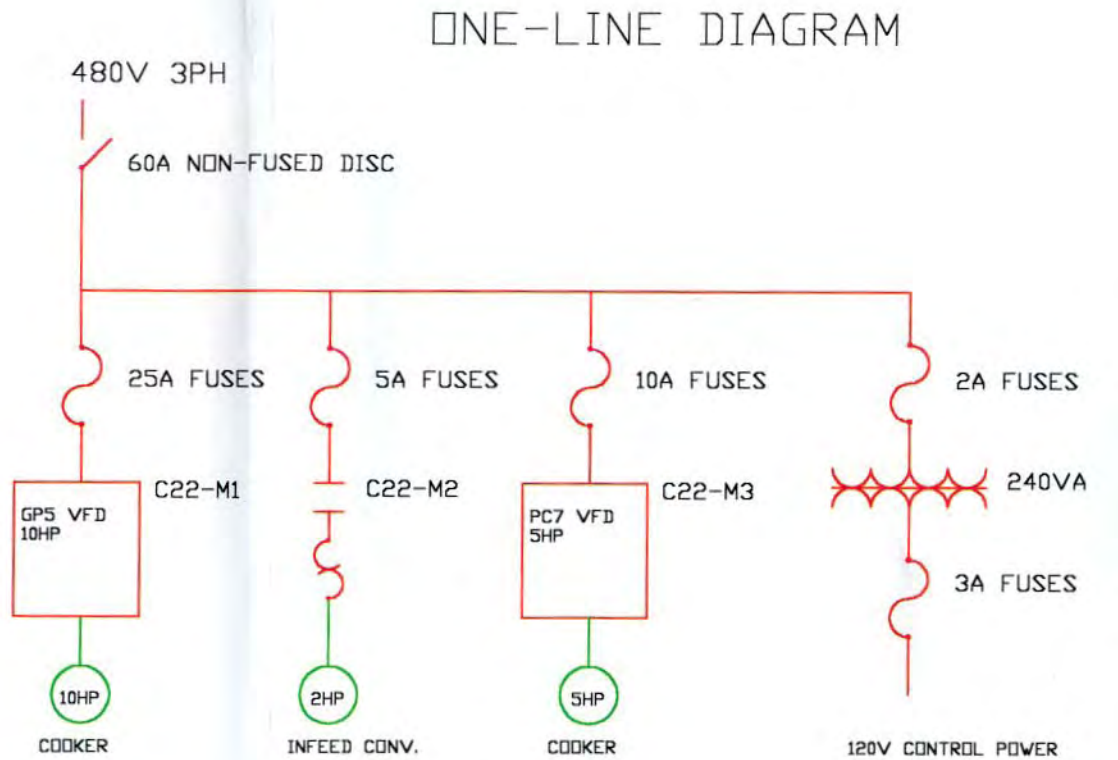 ONE-LINE DIAGRAM
480V 3PH
60A NON-FUSED DISC
25A FUSES
5A FUSES
10A FUSES
2A FUSES
C22-M1
C22-M2
C22-M3
240VA
GP5 VFD
10HP
PC7 VFD
5HP
3A FUSES
10HP
2HP
5HP
COOKER
INFEED CONV.
COOKER
120V CONTROL POWER